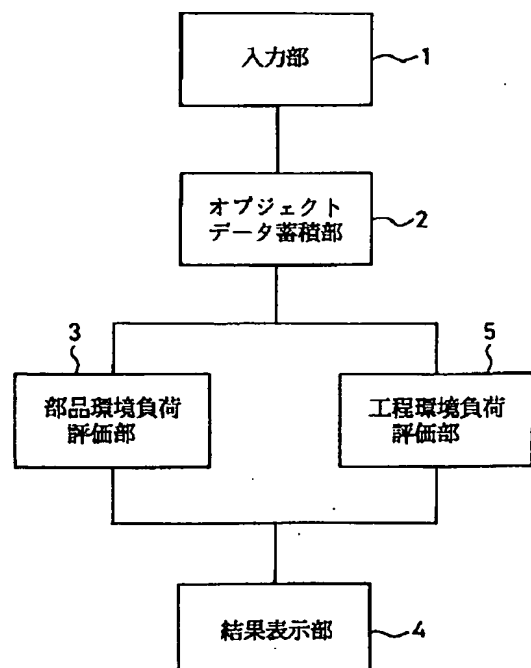 入力部
1
オブジェクト
データ蓄積部
2
3
部品環境負荷
評価部
5
工程環境負荷
評価部
結果表示部
4